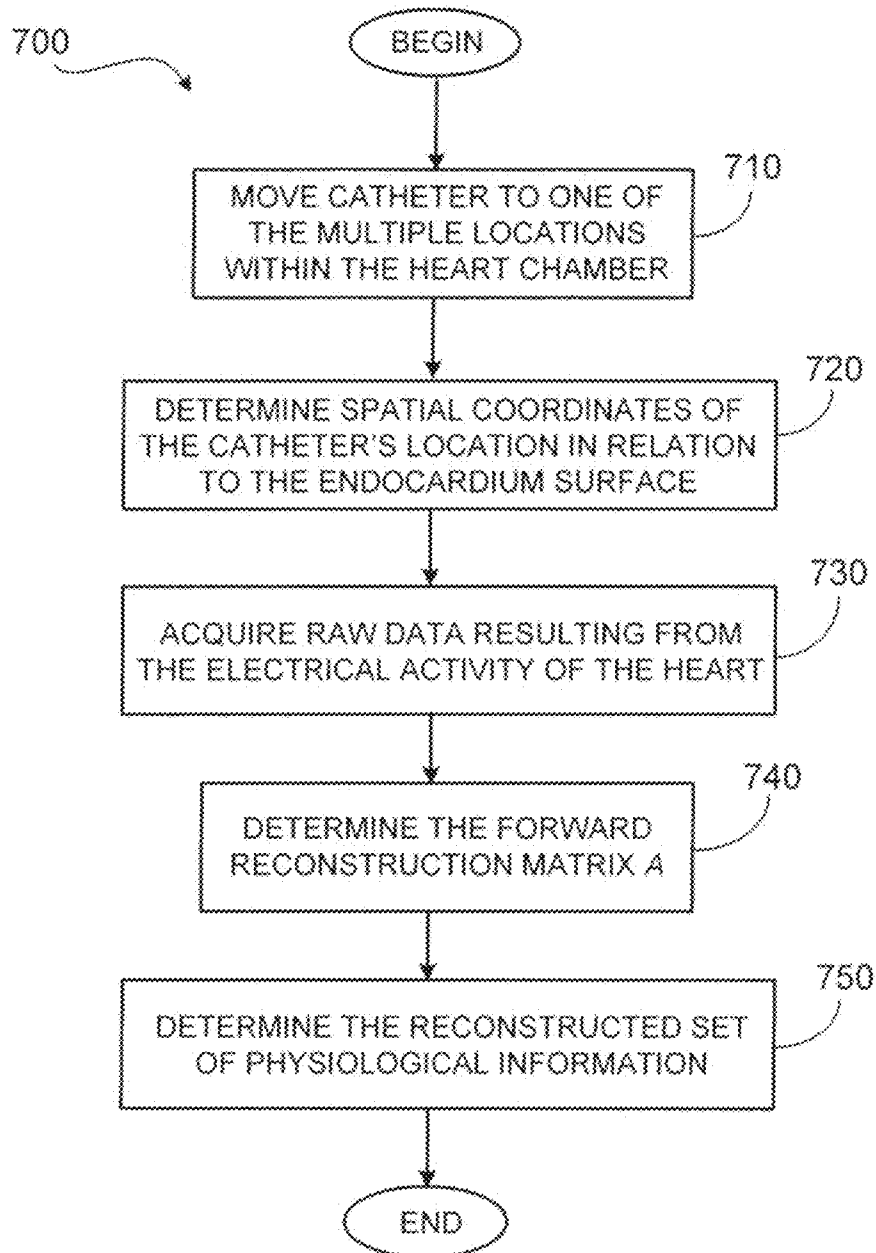 700
BEGIN
710
MOVE CATHETER TO ONE OF
THE MULTIPLE LOCATIONS
WITHIN THE HEART CHAMBER
720
DETERMINE SPATIAL COORDINATES OF
THE CATHETER'S LOCATION IN RELATION
TO THE ENDOCARDIUM SURFACE
730
ACQUIRE RAW DATA RESULTING FROM
THE ELECTRICAL ACTIVITY OF THE HEART
740
DETERMINE THE FORWARD
RECONSTRUCTION MATRIX A
750
DETERMINE THE RECONSTRUCTED SET
OF PHYSIOLOGICAL INFORMATION
END